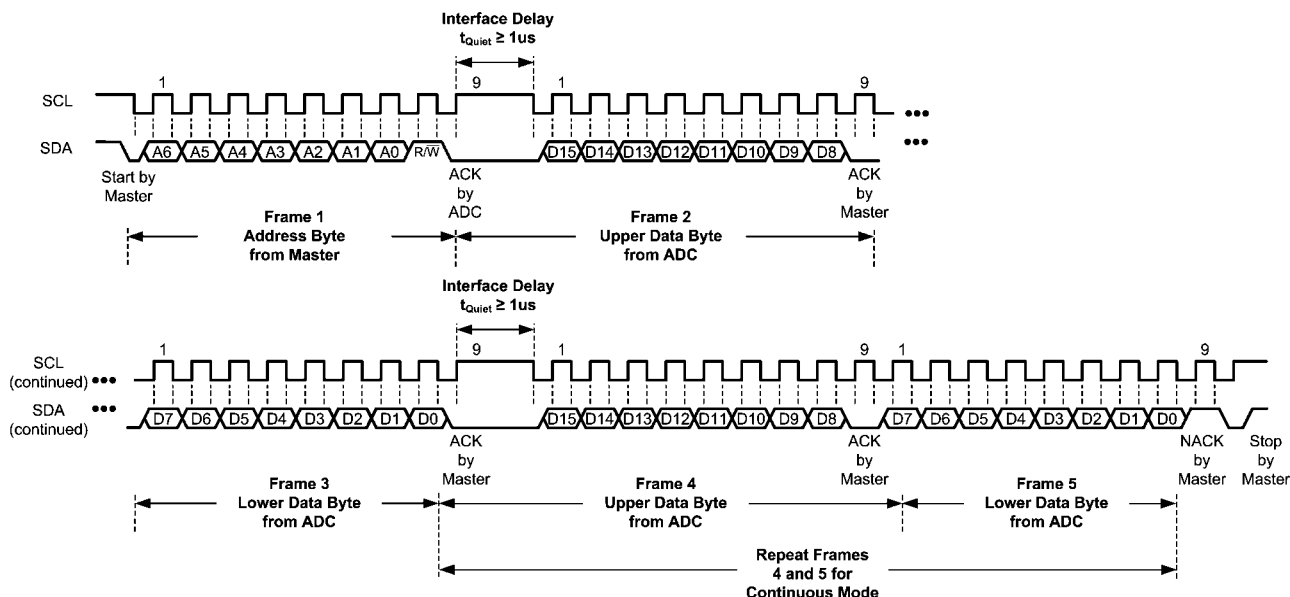 Interface Delay
tQuiet ≥ 1us
1 9 1 9
SCL
SDA A6 A5 A4 A3 A2 A1 A0 R/W̅ D15 D14 D13 D12 D11 D10 D9 D8
Start by
Master
ACK
by
ADC
ACK
by
Master
Frame 1
Address Byte
from Master
Frame 2
Upper Data Byte
from ADC
Interface Delay
tQuiet ≥ 1us
1 9 1 9 1 9
SCL
(continued)
SDA
(continued)
D7 D6 D5 D4 D3 D2 D1 D0 D15 D14 D13 D12 D11 D10 D9 D8 D7 D6 D5 D4 D3 D2 D1 D0
ACK
by
Master
ACK
by
Master
NACK
by
Master
Stop
by
Master
Frame 3
Lower Data Byte
from ADC
Frame 4
Upper Data Byte
from ADC
Frame 5
Lower Data Byte
from ADC
Repeat Frames
4 and 5 for
Continuous Mode